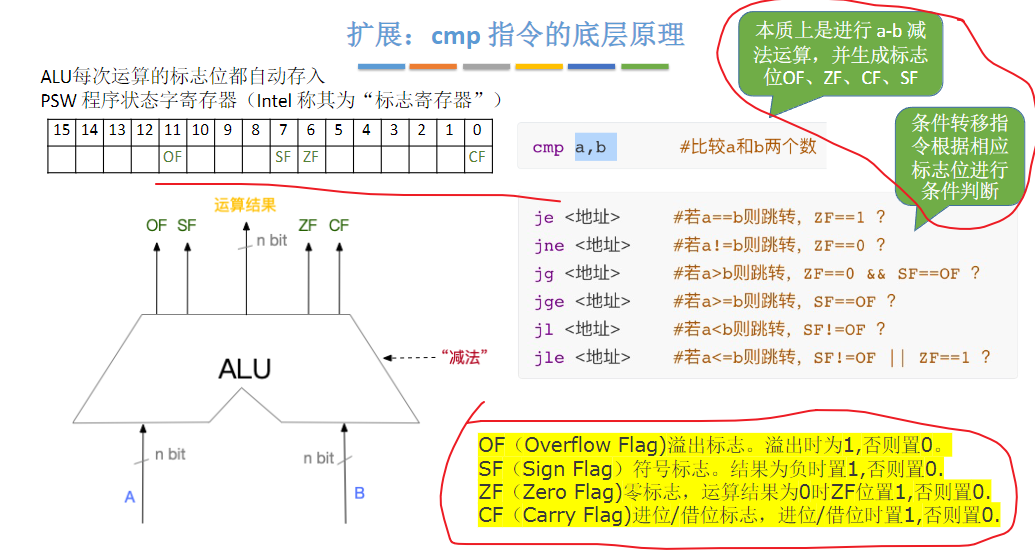 扩展：cmp 指令的底层原理
ALU每次运算的标志位都自动存入
PSW 程序状态字寄存器（Intel 称其为“标志寄存器”）
15 14 13 12 11 10 9 8 7 6 5 4 3 2 1 0
OF SF ZF CF
本质上是进行 a-b 减
法运算，并生成标志
位OF、ZF、CF、SF
cmp a,b #比较a和b两个数
条件转移指
令根据相应
标志位进行
条件判断
je <地址> #若a==b则跳转，ZF==1 ？
jne <地址> #若a!=b则跳转，ZF==0 ？
jg <地址> #若a>b则跳转，ZF==0 && SF==OF ？
jge <地址> #若a>=b则跳转，SF==OF ？
jl <地址> #若a<b则跳转，SF!=OF ？
jle <地址> #若a<=b则跳转，SF!=OF || ZF==1 ？
运算结果
OF SF ZF CF
n bit
ALU
“减法”
n bit
n bit
A
B
OF（Overflow Flag)溢出标志。溢出时为1,否则置0。
SF（Sign Flag）符号标志。结果为负时置1,否则置0.
ZF（Zero Flag)零标志，运算结果为0时ZF位置1,否则置0.
CF（Carry Flag)进位/借位标志，进位/借位时置1,否则置0.